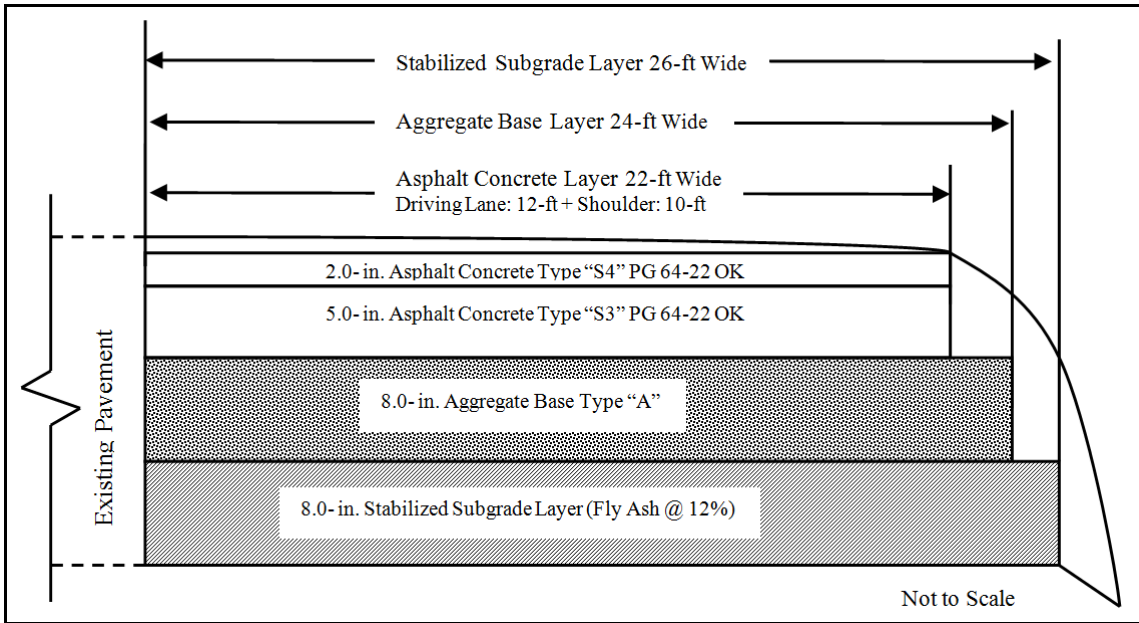 Stabilized Subgrade Layer 26-ft Wide
Aggregate Base Layer 24-ft Wide
Asphalt Concrete Layer 22-ft Wide
Driving Lane: 12-ft + Shoulder: 10-ft
2.0- in. Asphalt Concrete Type “S4” PG 64-22 OK
5.0- in. Asphalt Concrete Type “S3” PG 64-22 OK
8.0- in. Aggregate Base Type “A”
8.0- in. Stabilized Subgrade Layer (Fly Ash @ 12%)
Existing Pavement
Not to Scale